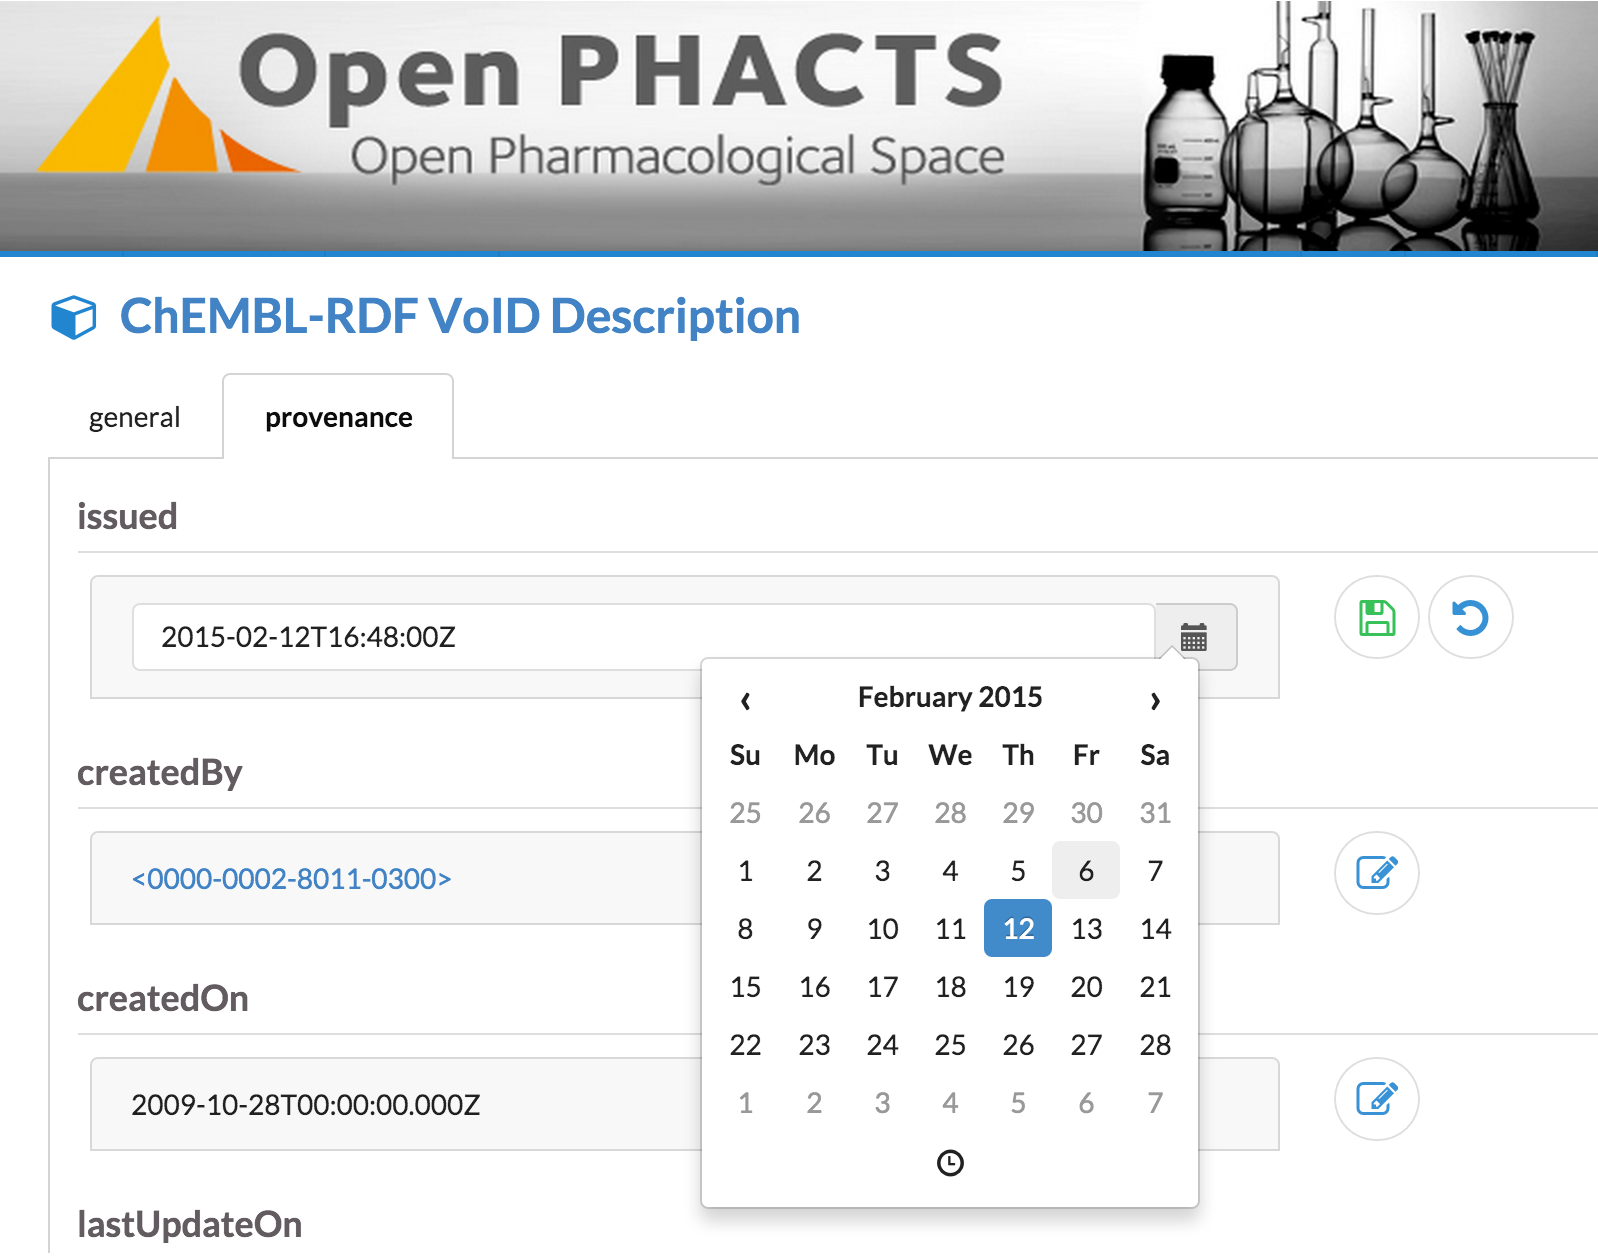 Open PHACTS
Open Pharmacological Space
ChEMBL-RDF VoID Description
general provenance
issued
2015-02-12T16:48:00Z
‹ February 2015 ›
Su Mo Tu We Th Fr Sa
25 26 27 28 29 30 31
1 2 3 4 5 6 7
8 9 10 11 12 13 14
15 16 17 18 19 20 21
22 23 24 25 26 27 28
1 2 3 4 5 6 7
createdBy
<0000-0002-8011-0300>
createdOn
2009-10-28T00:00:00.000Z
lastUpdateOn